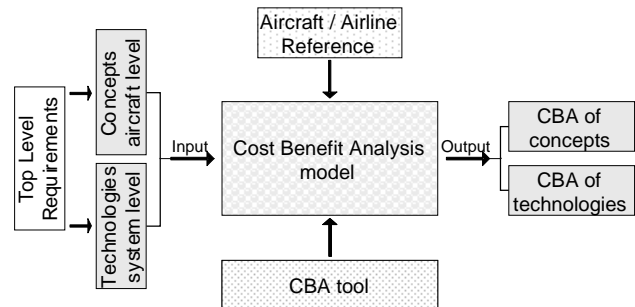 Top Level
Requirements
Concepts
aircraft level
Technologies
system level
Input
Aircraft / Airline
Reference
Cost Benefit Analysis
model
CBA tool
Output
CBA of
concepts
CBA of
technologies